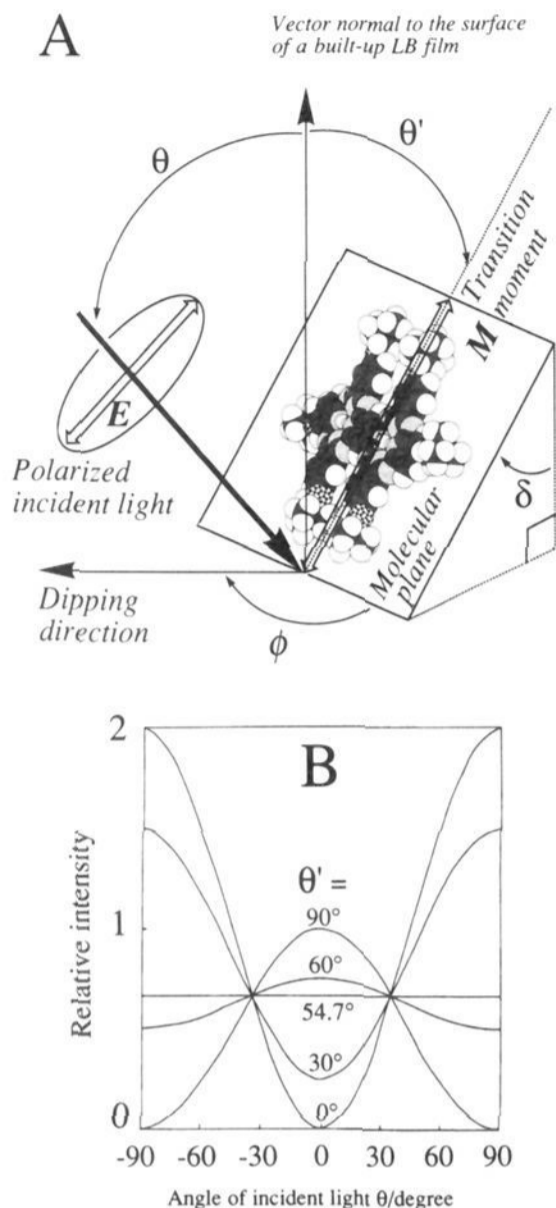 A
Vector normal to the surface
of a built-up LB film
θ
θ'
Transition
moment
M
E
Polarized
incident light
δ
Molecular
plane
Dipping
direction
ϕ
B
2
1
0
Relative intensity
θ' =
90°
60°
54.7°
30°
0°
-90 -60 -30 0 30 60 90
Angle of incident light θ/degree